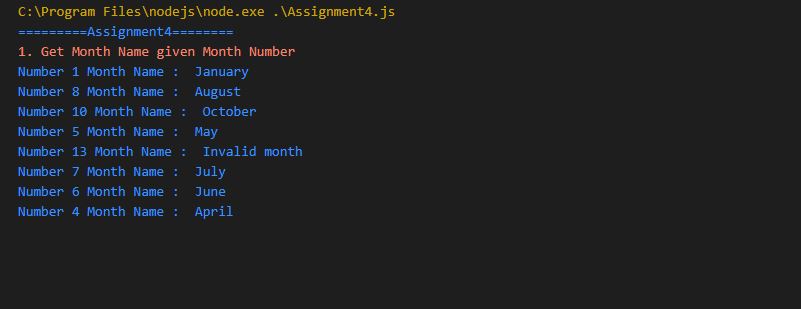 C:\Program Files\nodejs\node.exe .\Assignment4.js
=========Assignment4========
1. Get Month Name given Month Number
Number 1 Month Name :  January
Number 8 Month Name :  August
Number 10 Month Name :  October
Number 5 Month Name :  May
Number 13 Month Name :  Invalid month
Number 7 Month Name :  July
Number 6 Month Name :  June
Number 4 Month Name :  April